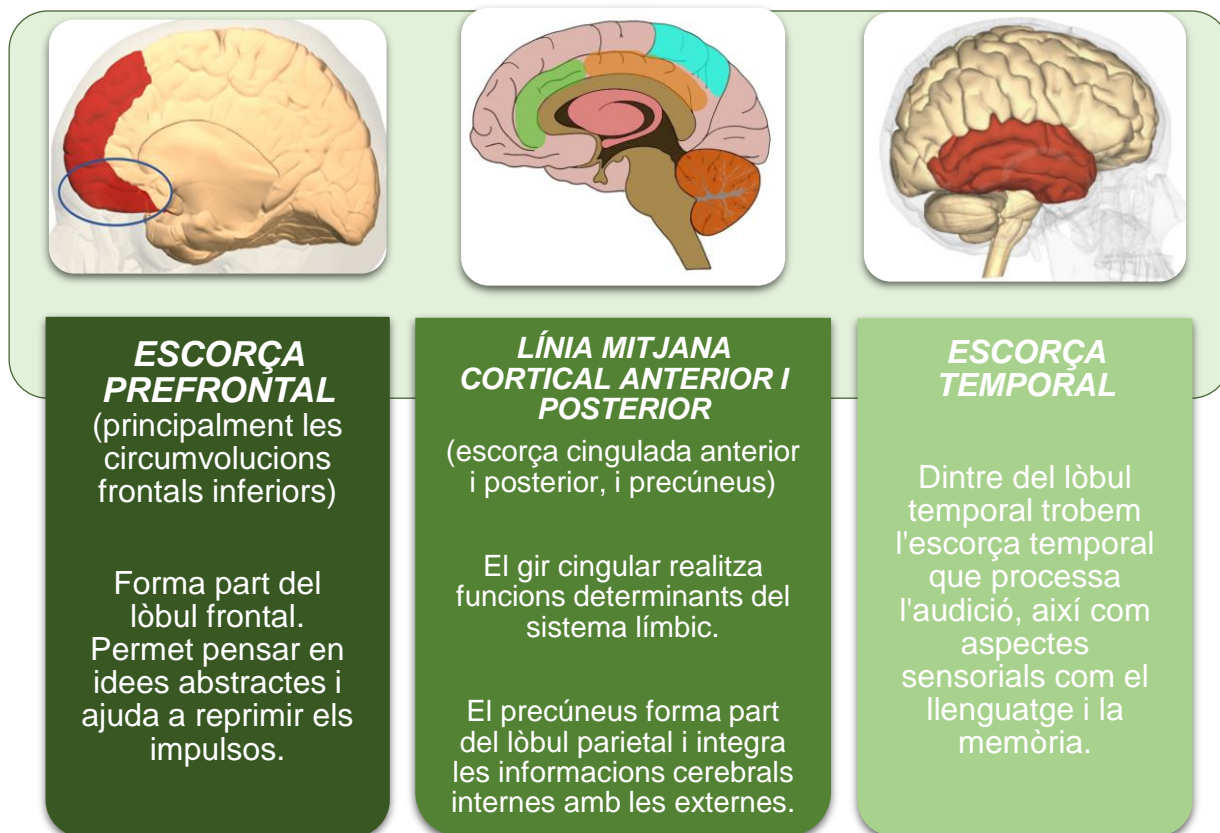 ESCORÇA
PREFRONTAL
(principalment les
circumvolucions
frontals inferiors)
Forma part del
lòbul frontal.
Permet pensar en
idees abstractes i
ajuda a reprimir els
impulsos.
LÍNIA MITJANA
CORTICAL ANTERIOR I
POSTERIOR
(escorça cingulada anterior
i posterior, i precúneus)
El gir cingular realitza
funcions determinants del
sistema límbic.
El precúneus forma part
del lòbul parietal i integra
les informacions cerebrals
internes amb les externes.
ESCORÇA
TEMPORAL
Dintre del lòbul
temporal trobem
l'escorça temporal
que processa
l'audició, així com
aspectes
sensorials com el
llenguatge i la
memòria.